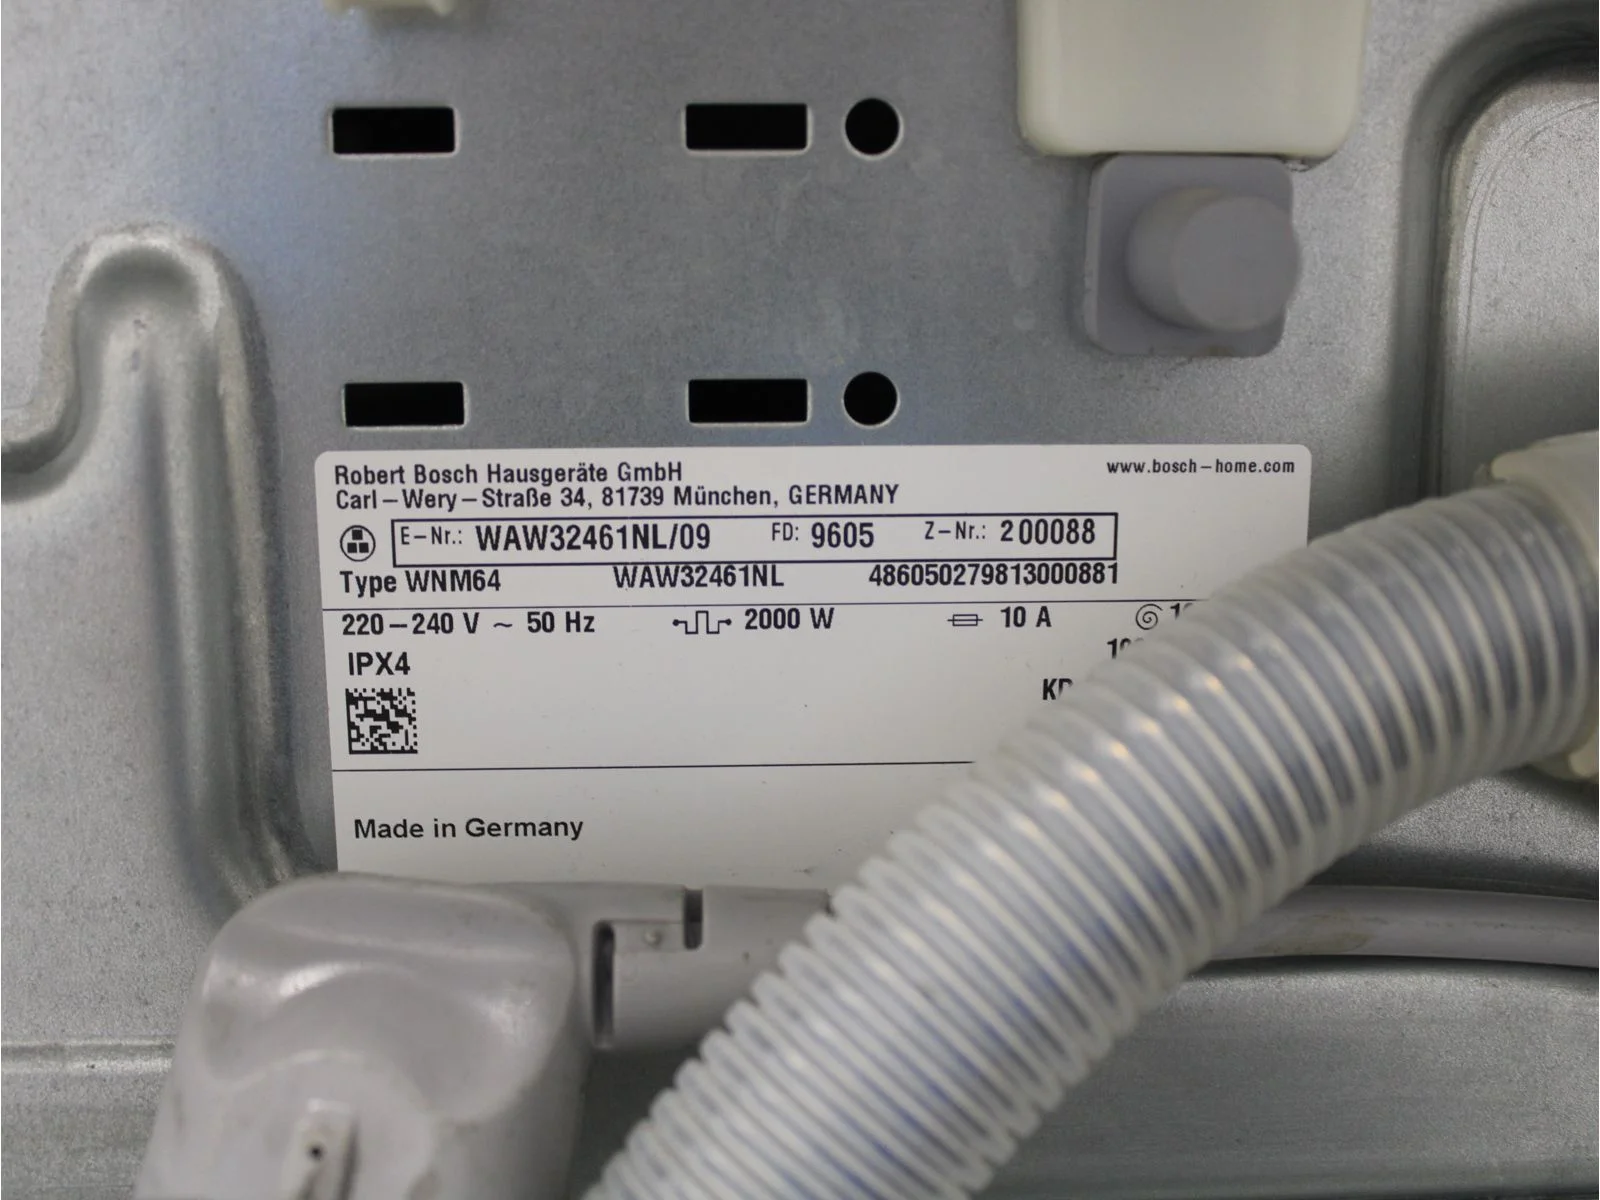 Robert Bosch Hausgeräte GmbH
www.bosch-home.com
Carl-Wery-Straße 34, 81739 München, GERMANY
E-Nr.: WAW32461NL/09 FD: 9605 Z-Nr.: 200088
Type WNM64 WAW32461NL 486050279813000881
220-240 V ~ 50 Hz 2000 W 10 A
IPX4
Made in Germany